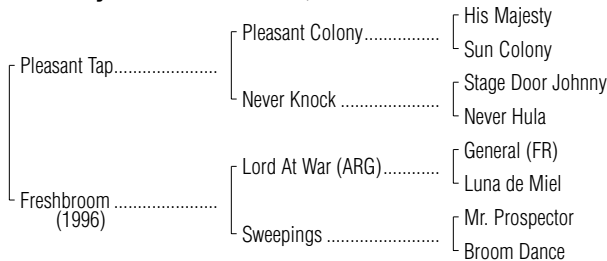 His Majesty
Pleasant Colony.................
Sun Colony
Pleasant Tap......................
Stage Door Johnny
Never Knock ......................
Never Hula
General (FR)
Lord At War (ARG)............
Luna de Miel
Freshbroom ......................
(1996)
Mr. Prospector
Sweepings ........................
Broom Dance